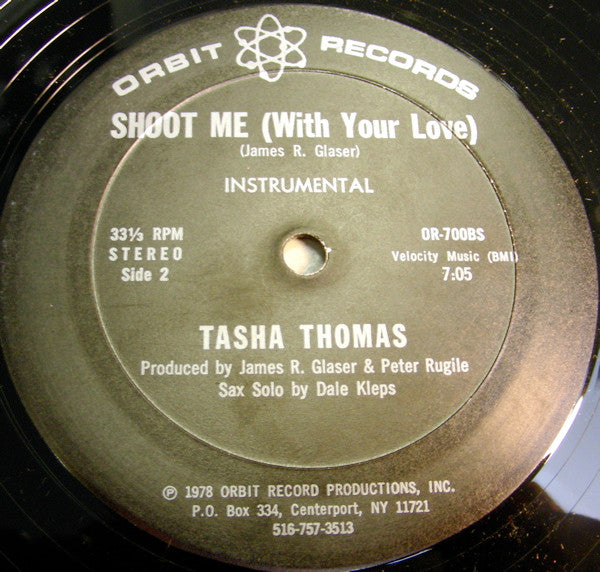 ORBIT RECORDS
SHOOT ME (With Your Love)
(James R. Glaser)
INSTRUMENTAL
33⅓ RPM
STEREO
Side 2
OR-700BS
Velocity Music (BMI)
7:05
TASHA THOMAS
Produced by James R. Glaser & Peter Rugile
Sax Solo by Dale Kleps
℗ 1978 ORBIT RECORD PRODUCTIONS, INC.
P.O. Box 334, Centerport, NY 11721
516-757-3513